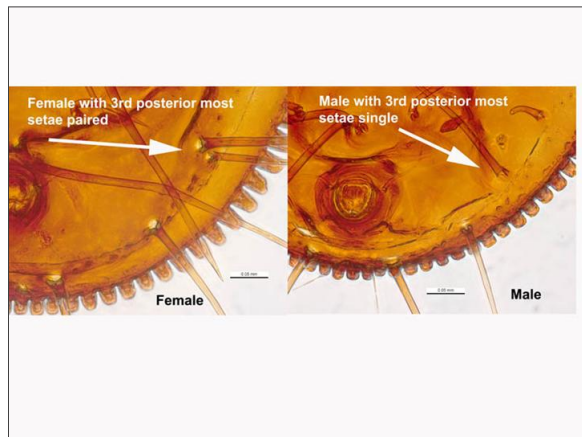 Female with 3rd posterior most
setae paired
Male with 3rd posterior most
setae single
Female
Male